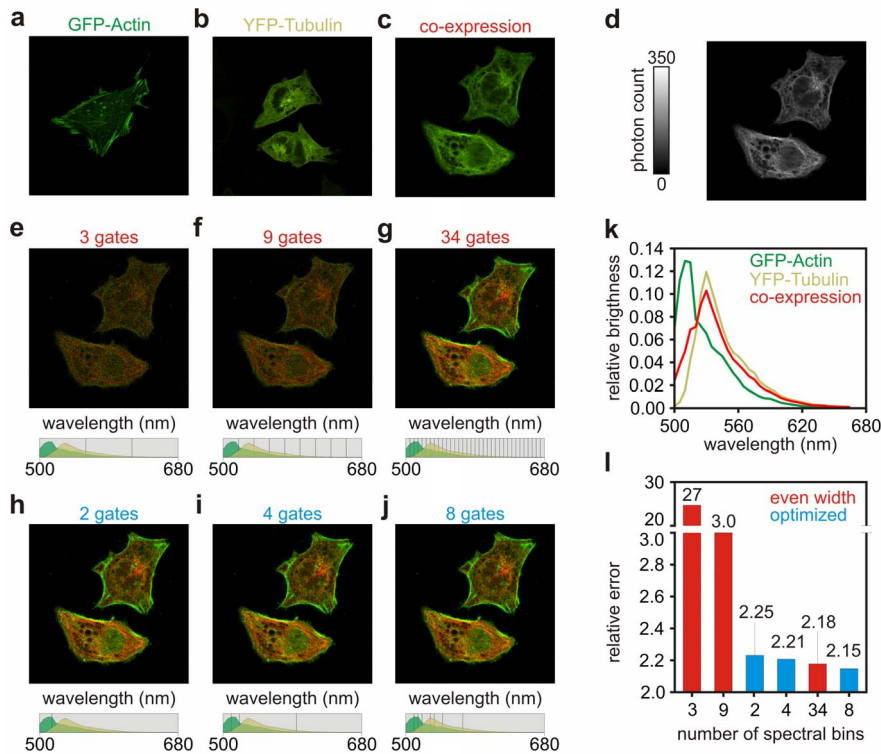 a GFP-Actin
b YFP-Tubulin
c co-expression
d
photon count
350
0
e 3 gates
f 9 gates
g 34 gates
wavelength (nm)
500 680
wavelength (nm)
500 680
wavelength (nm)
500 680
h 2 gates
i 4 gates
j 8 gates
wavelength (nm)
500 680
wavelength (nm)
500 680
wavelength (nm)
500 680
k
GFP-Actin
YFP-Tubulin
co-expression
relative brigthness
0.14
0.12
0.10
0.08
0.06
0.04
0.02
0.00
500 560 620 680
wavelength (nm)
l
even width
optimized
relative error
30
20
3.0
2.8
2.6
2.4
2.2
2.0
27
3.0
2.25
2.21
2.18
2.15
3 9 2 4 34 8
number of spectral bins